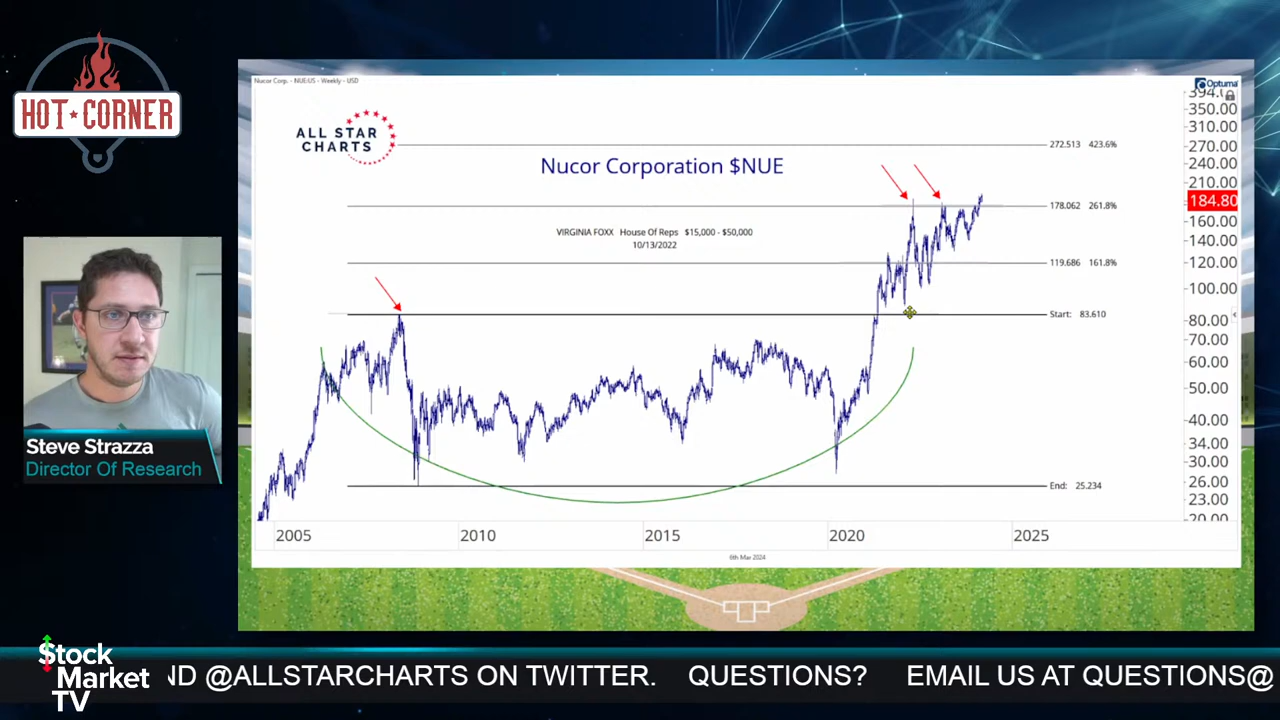 HOT CORNER
Nucor Corp. - NUE:US - Weekly - USD
Optuma
ALL STAR
CHARTS
Nucor Corporation $NUE
VIRGINIA FOXX House Of Reps $15,000 - $50,000
10/13/2022
272.513 423.6%
178.062 261.8%
119.686 161.8%
Start: 83.610
End: 25.234
350.00
310.00
270.00
240.00
210.00
184.80
160.00
140.00
120.00
100.00
80.00
70.00
60.00
50.00
40.00
34.00
30.00
26.00
23.00
20.00
2005 2010 2015 2020 2025
6th Mar 2024
Steve Strazza
Director Of Research
$tock
Market
TV
ND @ALLSTARCHARTS ON TWITTER. QUESTIONS? EMAIL US AT QUESTIONS@